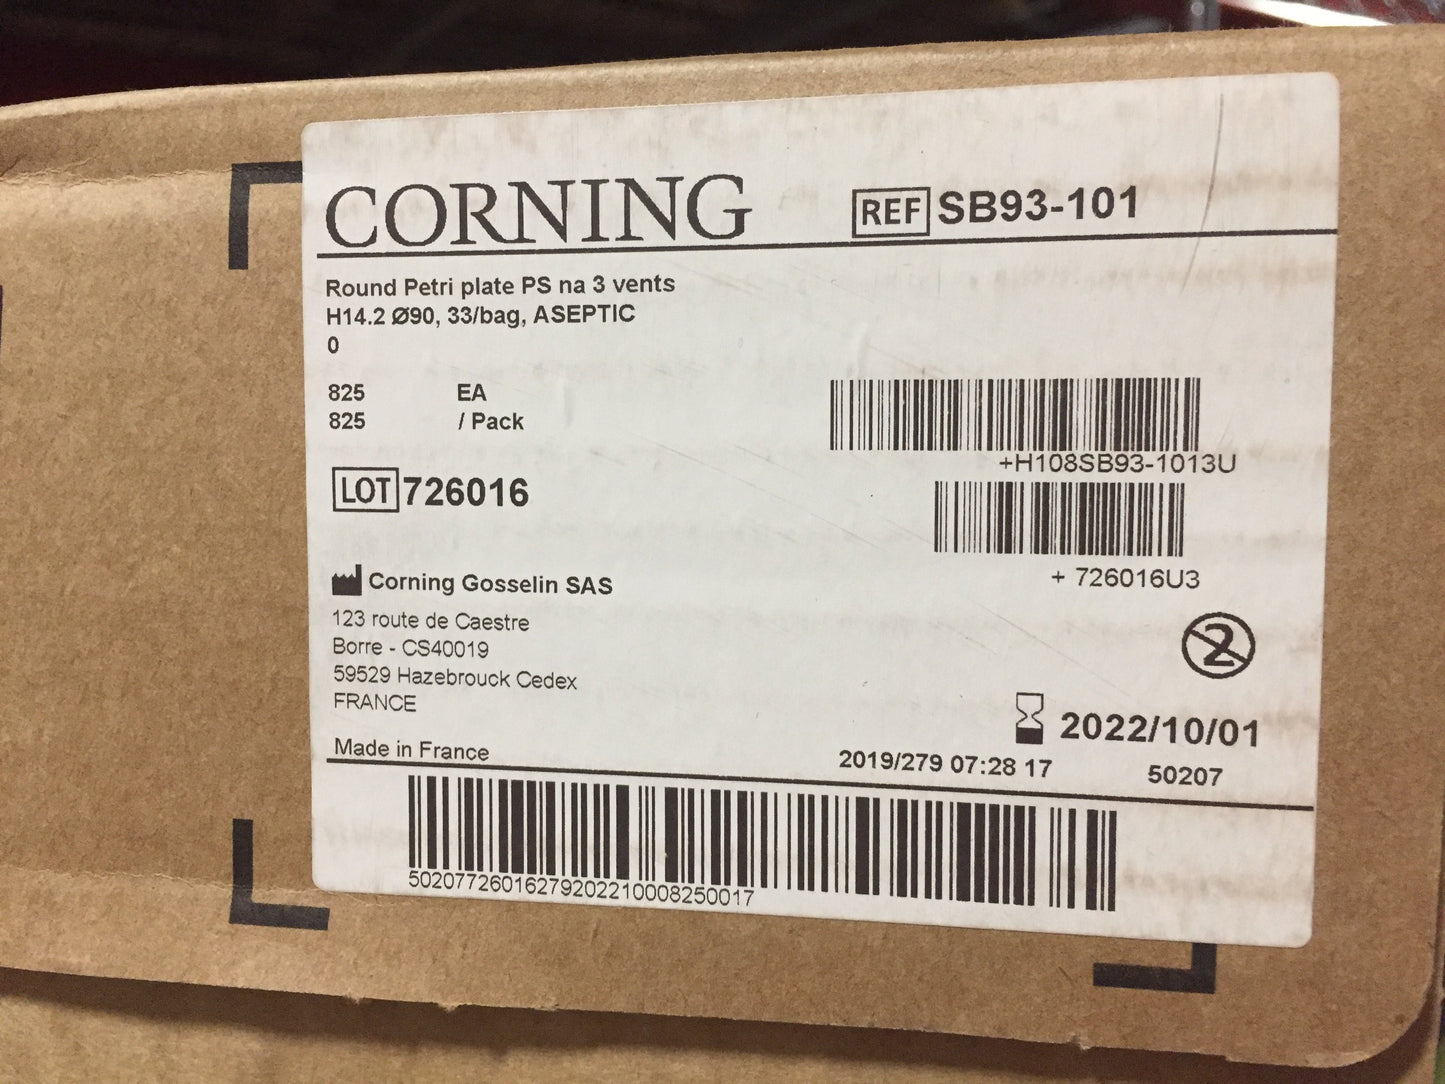 CORNING
REF SB93-101
Round Petri plate PS na 3 vents
H14.2 Ø90, 33/bag, ASEPTIC
0
825 EA
825 / Pack
+H108SB93-1013U
LOT 726016
+ 726016U3
Corning Gosselin SAS
123 route de Caestre
Borre - CS40019
59529 Hazebrouck Cedex
FRANCE
2
2022/10/01
Made in France
2019/279 07:28 17 50207
50207726016279202210008250017